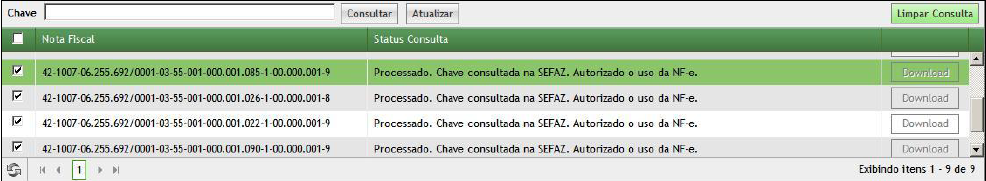 Chave Consultar Atualizar Limpar Consulta
Nota Fiscal Status Consulta
42-1007-06.255.692/0001-03-55-001-000.001.085-1-00.000.001-9 Processado. Chave consultada na SEFAZ. Autorizado o uso da NF-e. Download
42-1007-06.255.692/0001-03-55-001-000.001.026-1-00.000.001-8 Processado. Chave consultada na SEFAZ. Autorizado o uso da NF-e. Download
42-1007-06.255.692/0001-03-55-001-000.001.022-1-00.000.001-9 Processado. Chave consultada na SEFAZ. Autorizado o uso da NF-e. Download
42-1007-06.255.692/0001-03-55-001-000.001.090-1-00.000.001-9 Processado. Chave consultada na SEFAZ. Autorizado o uso da NF-e. Download
1 Exibindo itens 1 - 9 de 9